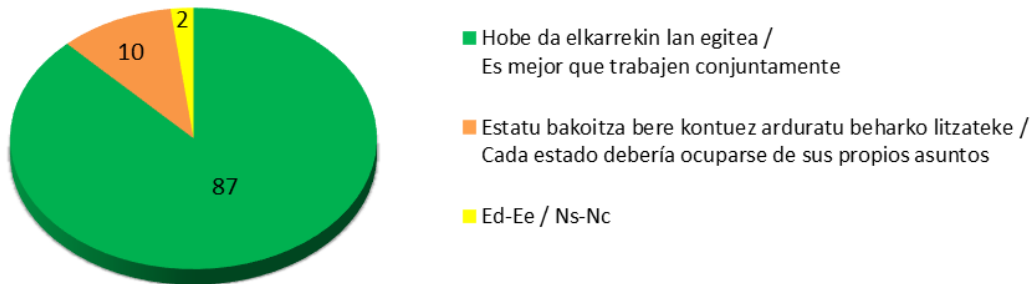 2
10
87
Hobe da elkarrekin lan egitea /
Es mejor que trabajen conjuntamente
Estatu bakoitza bere kontuez arduratu beharko litzateke /
Cada estado debería ocuparse de sus propios asuntos
Ed-Ee / Ns-Nc